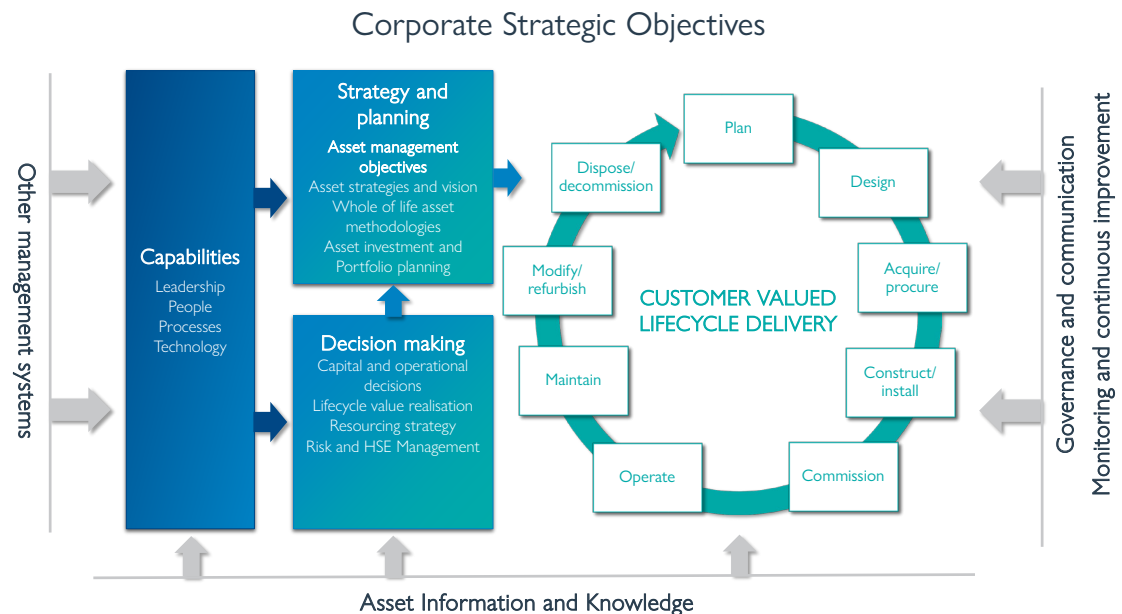 Corporate Strategic Objectives
Other management systems
Capabilities
Leadership
People
Processes
Technology
Strategy and
planning
Asset management
objectives
Asset strategies and vision
Whole of life asset
methodologies
Asset investment and
Portfolio planning
Decision making
Capital and operational
decisions
Lifecycle value realisation
Resourcing strategy
Risk and HSE Management
Plan
Design
Acquire/
procure
Construct/
install
Commission
Operate
Maintain
Modify/
refurbish
Dispose/
decommission
CUSTOMER VALUED
LIFECYCLE DELIVERY
Governance and communication
Monitoring and continuous improvement
Asset Information and Knowledge